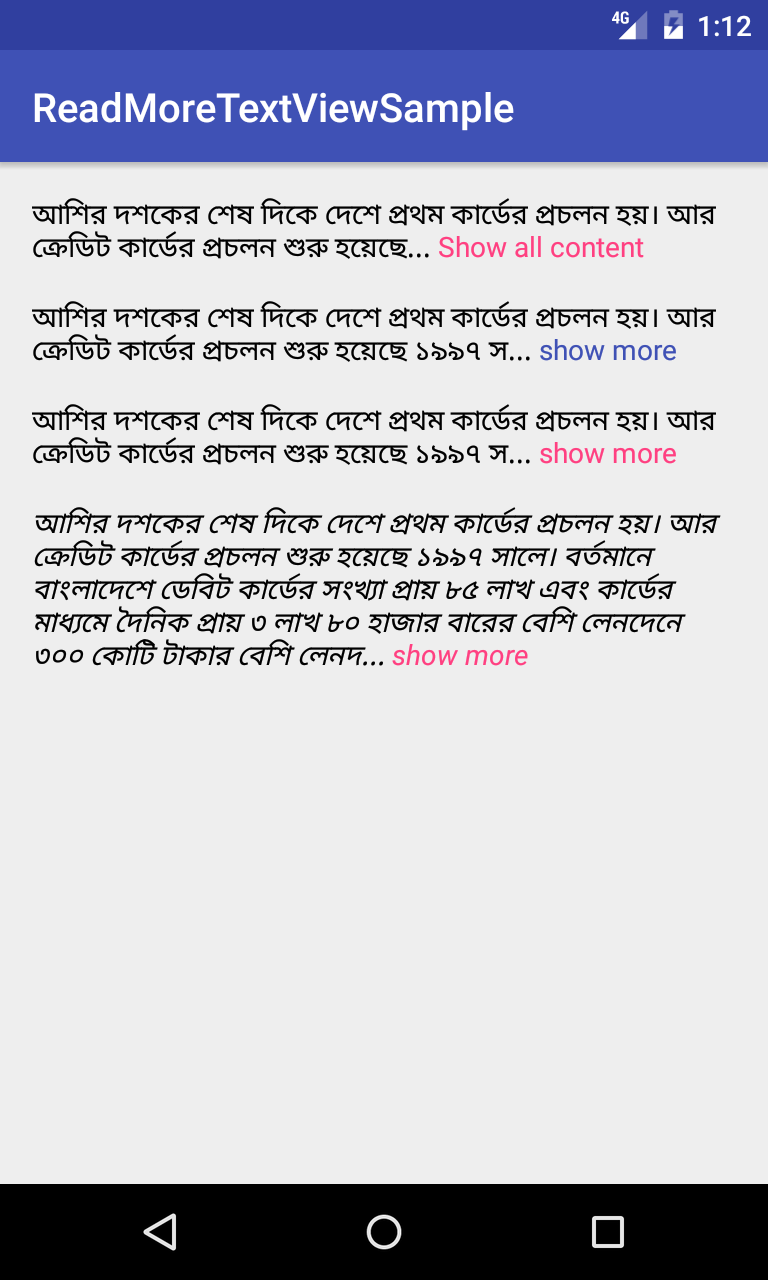 4G 1:12
ReadMoreTextViewSample
আশির দশকের শেষ দিকে দেশে প্রথম কার্ডের প্রচলন হয়। আর
ক্রেডিট কার্ডের প্রচলন শুরু হয়েছে... Show all content
আশির দশকের শেষ দিকে দেশে প্রথম কার্ডের প্রচলন হয়। আর
ক্রেডিট কার্ডের প্রচলন শুরু হয়েছে ১৯৯৭ স... show more
আশির দশকের শেষ দিকে দেশে প্রথম কার্ডের প্রচলন হয়। আর
ক্রেডিট কার্ডের প্রচলন শুরু হয়েছে ১৯৯৭ স... show more
আশির দশকের শেষ দিকে দেশে প্রথম কার্ডের প্রচলন হয়। আর
ক্রেডিট কার্ডের প্রচলন শুরু হয়েছে ১৯৯৭ সালে। বর্তমানে
বাংলাদেশে ডেবিট কার্ডের সংখ্যা প্রায় ৮৫ লাখ এবং কার্ডের
মাধ্যমে দৈনিক প্রায় ৩ লাখ ৮০ হাজার বারের বেশি লেনদেনে
৩০০ কোটি টাকার বেশি লেনদ... show more